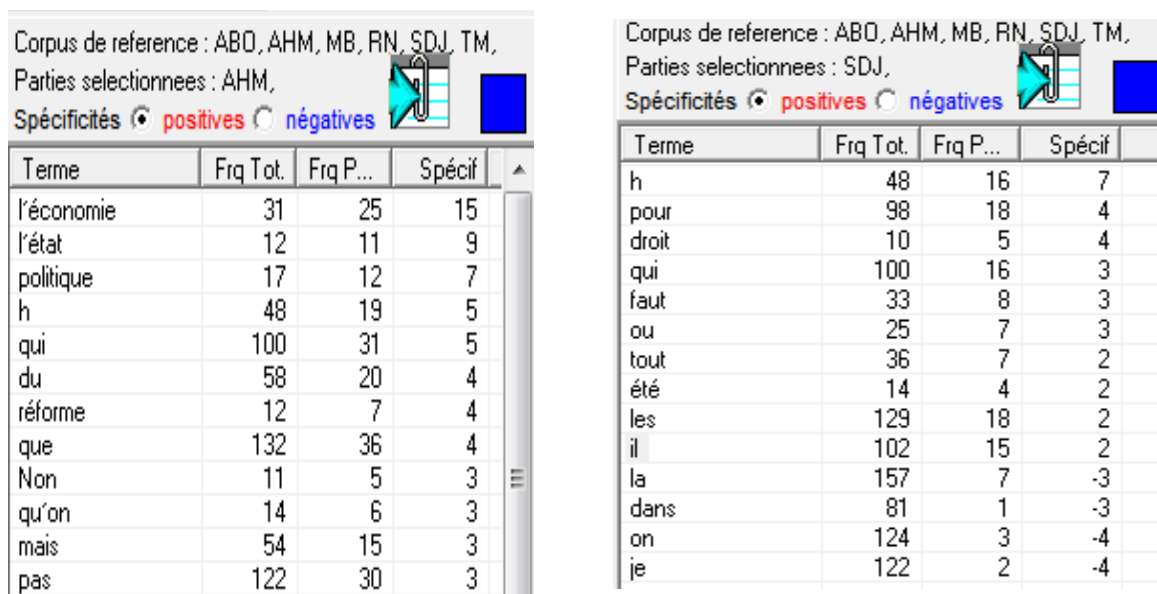 Corpus de reference : ABO, AHM, MB, RN, SDJ, TM,
Parties selectionnees : AHM,
Spécificités positives négatives
Terme Frq Tot. Frq P... Spécif
l'économie 31 25 15
l'état 12 11 9
politique 17 12 7
h 48 19 5
qui 100 31 5
du 58 20 4
réforme 12 7 4
que 132 36 4
Non 11 5 3
qu'on 14 6 3
mais 54 15 3
pas 122 30 3
Corpus de reference : ABO, AHM, MB, RN, SDJ, TM,
Parties selectionnees : SDJ,
Spécificités positives négatives
Terme Frq Tot. Frq P... Spécif
h 48 16 7
pour 98 18 4
droit 10 5 4
qui 100 16 3
faut 33 8 3
ou 25 7 3
tout 36 7 2
été 14 4 2
les 129 18 2
il 102 15 2
la 157 7 -3
dans 81 1 -3
on 124 3 -4
je 122 2 -4